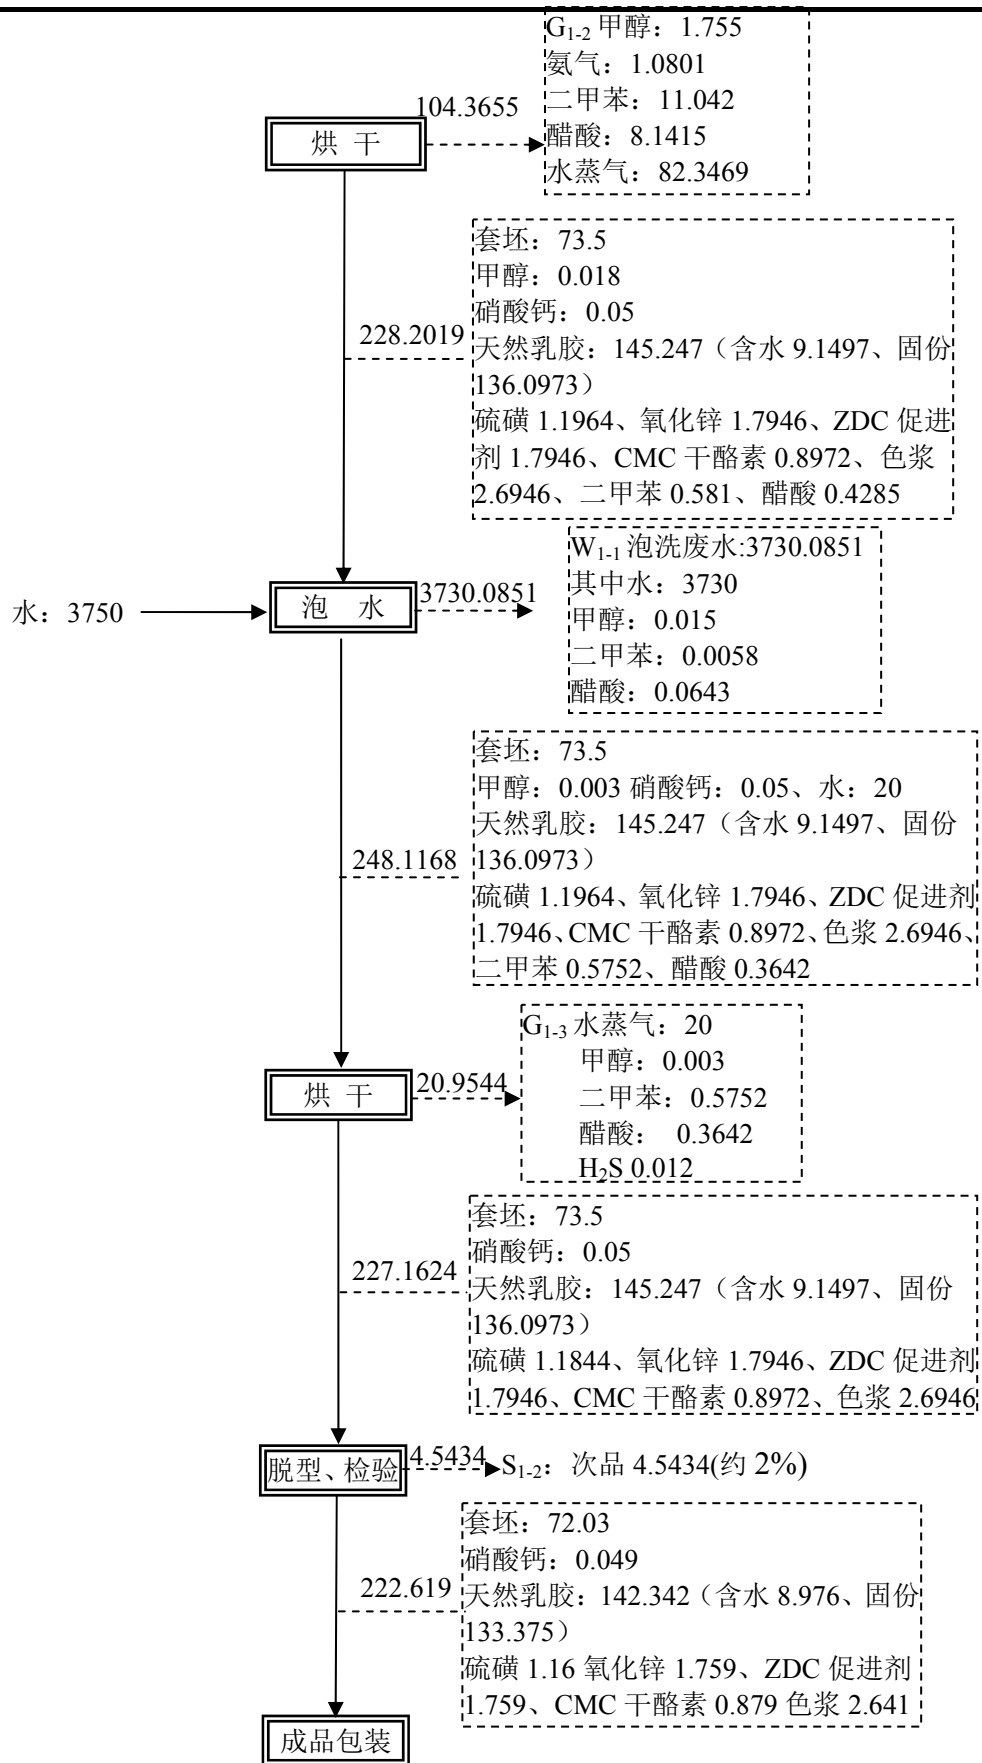 G1-2 甲醇：1.755
氨气：1.0801
104.3655
二甲苯：11.042
烘 干
醋酸：8.1415
水蒸气：82.3469
套坯：73.5
甲醇：0.018
硝酸钙：0.05
228.2019
天然乳胶：145.247（含水 9.1497、固份
136.0973）
硫磺 1.1964、氧化锌 1.7946、ZDC 促进
剂 1.7946、CMC 干酪素 0.8972、色浆
2.6946、二甲苯 0.581、醋酸 0.4285
W1-1 泡洗废水:3730.0851
水：3750
泡 水
3730.0851
其中水：3730
甲醇：0.015
二甲苯：0.0058
醋酸：0.0643
套坯：73.5
甲醇：0.003 硝酸钙：0.05、水：20
天然乳胶：145.247（含水 9.1497、固份
248.1168
136.0973）
硫磺 1.1964、氧化锌 1.7946、ZDC 促进剂
1.7946、CMC 干酪素 0.8972、色浆 2.6946、
二甲苯 0.5752、醋酸 0.3642
G1-3 水蒸气：20
甲醇：0.003
烘 干
20.9544
二甲苯：0.5752
醋酸： 0.3642
H2S 0.012
套坯：73.5
硝酸钙：0.05
227.1624
天然乳胶：145.247（含水 9.1497、固份
136.0973）
硫磺 1.1844、氧化锌 1.7946、ZDC 促进剂
1.7946、CMC 干酪素 0.8972、色浆 2.6946
脱型、检验
4.5434
S1-2：次品 4.5434(约 2%)
套坯：72.03
硝酸钙：0.049
222.619
天然乳胶：142.342（含水 8.976、固份
133.375）
硫磺 1.16 氧化锌 1.759、ZDC 促进剂
1.759、CMC 干酪素 0.879 色浆 2.641
成品包装